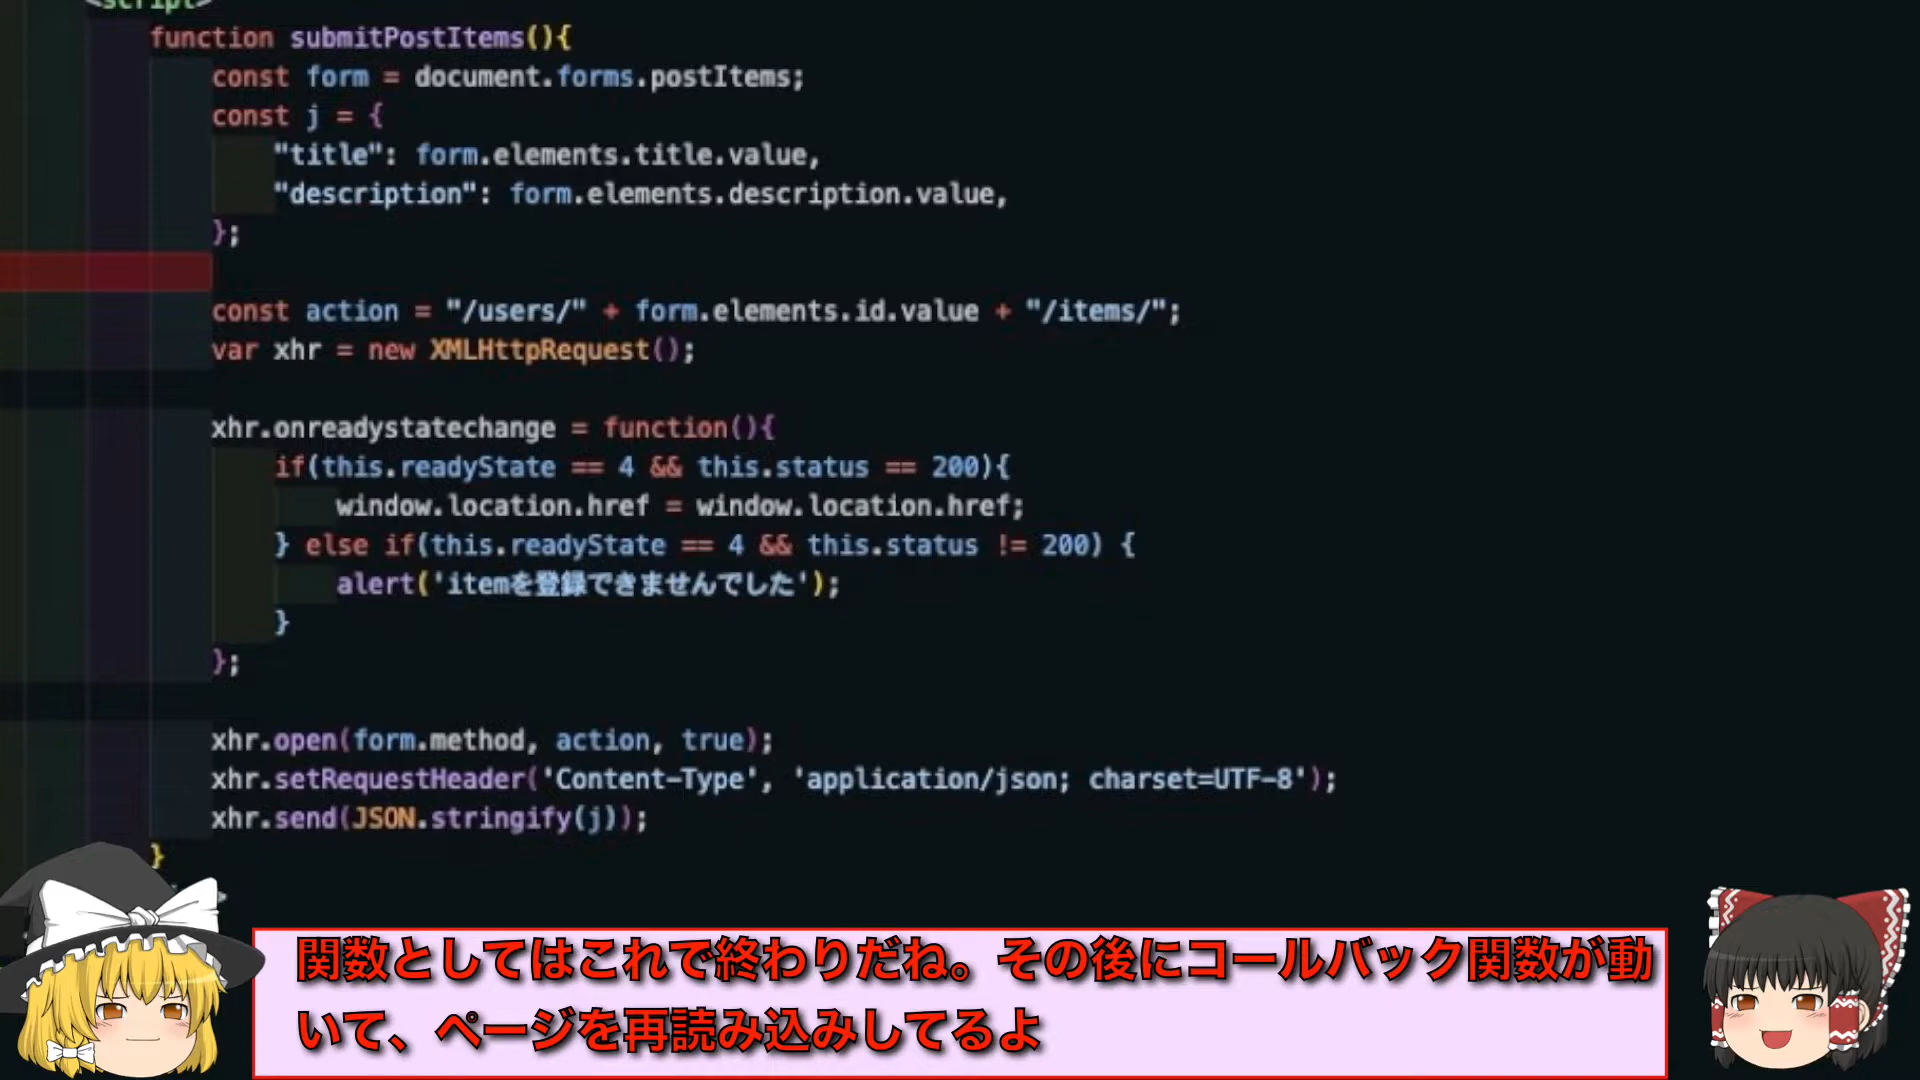 <script>
function submitPostItems(){
const form = document.forms.postItems;
const j = {
"title": form.elements.title.value,
"description": form.elements.description.value,
};
const action = "/users/" + form.elements.id.value + "/items/";
var xhr = new XMLHttpRequest();
xhr.onreadystatechange = function(){
if(this.readyState == 4 && this.status == 200){
window.location.href = window.location.href;
} else if(this.readyState == 4 && this.status != 200) {
alert('itemを登録できませんでした');
}
};
xhr.open(form.method, action, true);
xhr.setRequestHeader('Content-Type', 'application/json; charset=UTF-8');
xhr.send(JSON.stringify(j));
}
関数としてはこれで終わりだね。その後にコールバック関数が動
いて、ページを再読み込みしてるよ